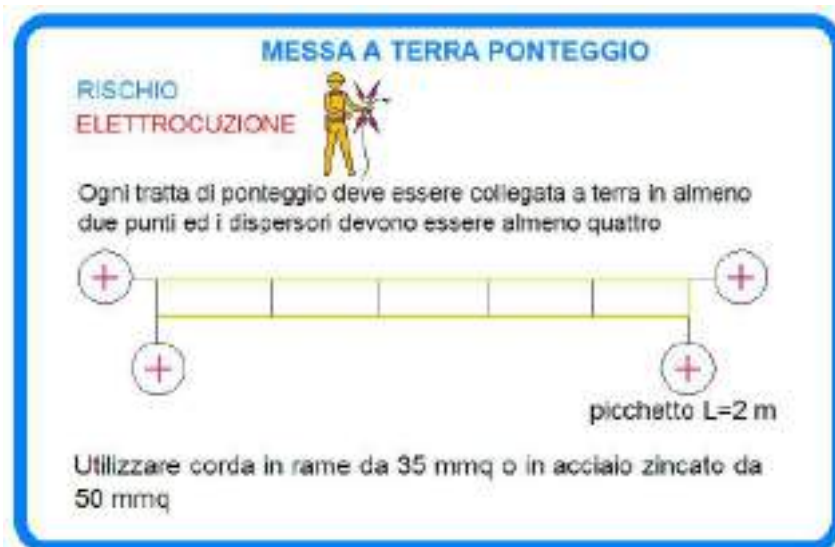 MESSA A TERRA PONTEGGIO
RISCHIO
ELETTROCUZIONE
Ogni tratta di ponteggio deve essere collegata a terra in almeno
due punti ed i dispersori devono essere almeno quattro
picchetto L=2 m
Utilizzare corda in rame da 35 mmq o in acciaio zincato da
50 mmq